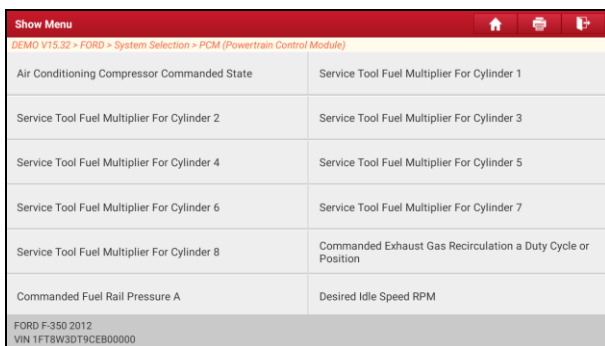 Show Menu
DEMO V15.32 > FORD > System Selection > PCM (Powertrain Control Module)
Air Conditioning Compressor Commanded State
Service Tool Fuel Multiplier For Cylinder 1
Service Tool Fuel Multiplier For Cylinder 2
Service Tool Fuel Multiplier For Cylinder 3
Service Tool Fuel Multiplier For Cylinder 4
Service Tool Fuel Multiplier For Cylinder 5
Service Tool Fuel Multiplier For Cylinder 6
Service Tool Fuel Multiplier For Cylinder 7
Service Tool Fuel Multiplier For Cylinder 8
Commanded Exhaust Gas Recirculation a Duty Cycle or
Position
Commanded Fuel Rail Pressure A
Desired Idle Speed RPM
FORD F-350 2012
VIN 1FT8W3DT9CEB00000